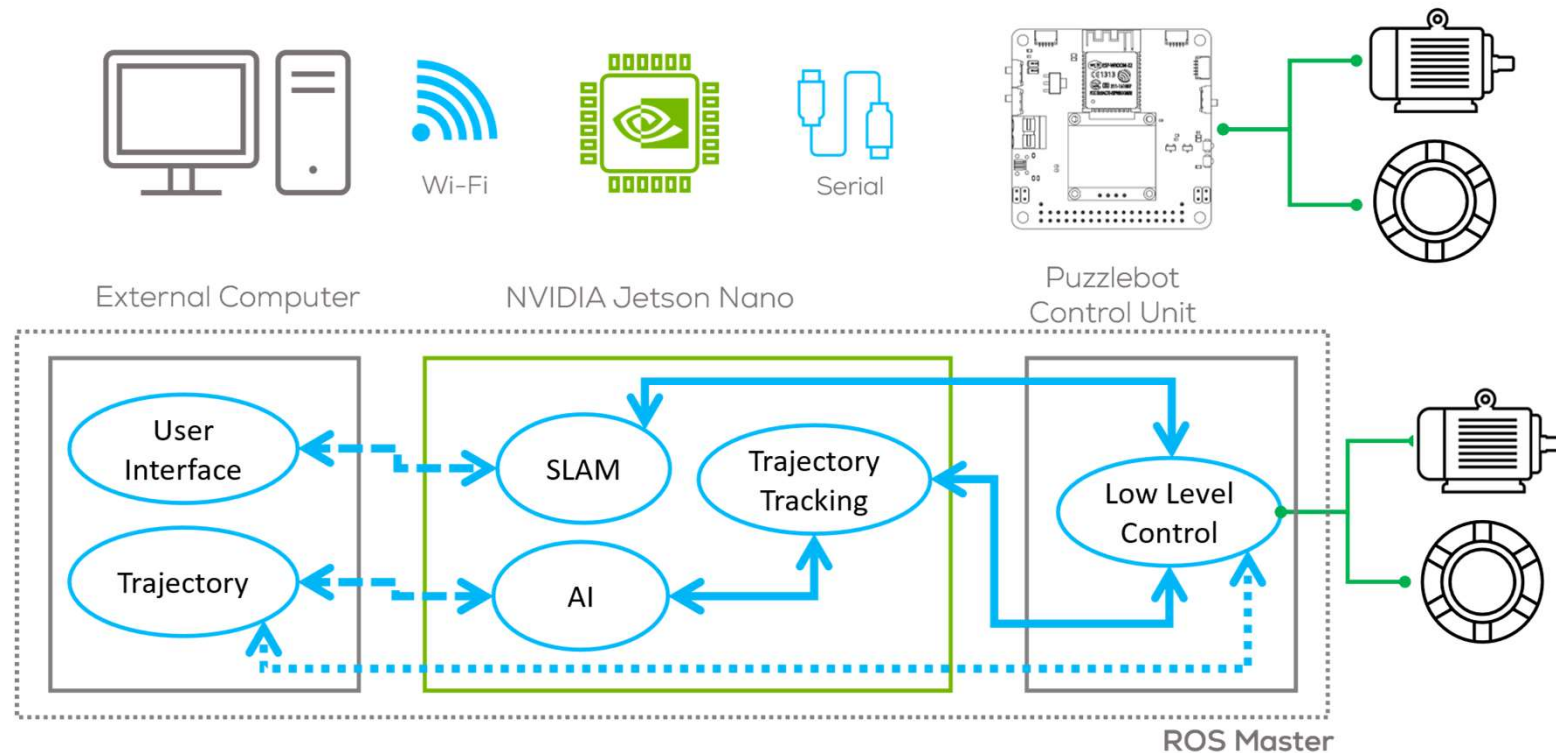 Wi-Fi
Serial
External Computer
NVIDIA Jetson Nano
Puzzlebot
Control Unit
User
Interface
SLAM
Trajectory
Tracking
Low Level
Control
Trajectory
AI
ROS Master